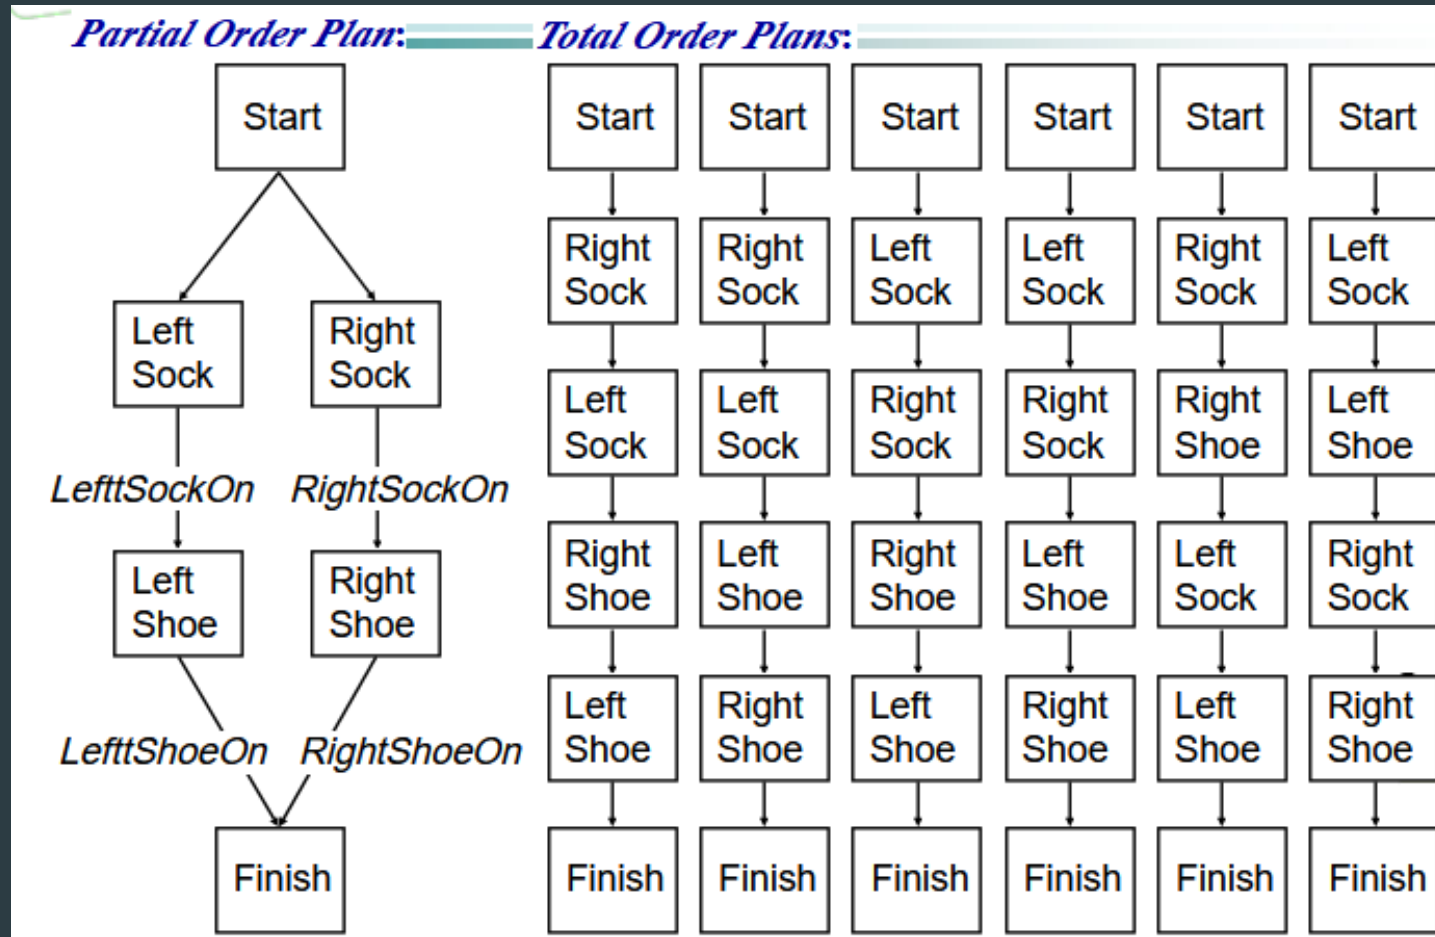 Partial Order Plan:
Total Order Plans:
Start
Left
Sock
Right
Sock
LefttSockOn
RightSockOn
Left
Shoe
Right
Shoe
LefttShoeOn
RightShoeOn
Finish
Start
Right
Sock
Left
Sock
Right
Shoe
Left
Shoe
Finish
Start
Right
Sock
Left
Sock
Left
Shoe
Right
Shoe
Finish
Start
Left
Sock
Right
Sock
Right
Shoe
Left
Shoe
Finish
Start
Left
Sock
Right
Sock
Left
Shoe
Right
Shoe
Finish
Start
Right
Sock
Right
Shoe
Left
Sock
Left
Shoe
Finish
Start
Left
Sock
Left
Shoe
Right
Sock
Right
Shoe
Finish